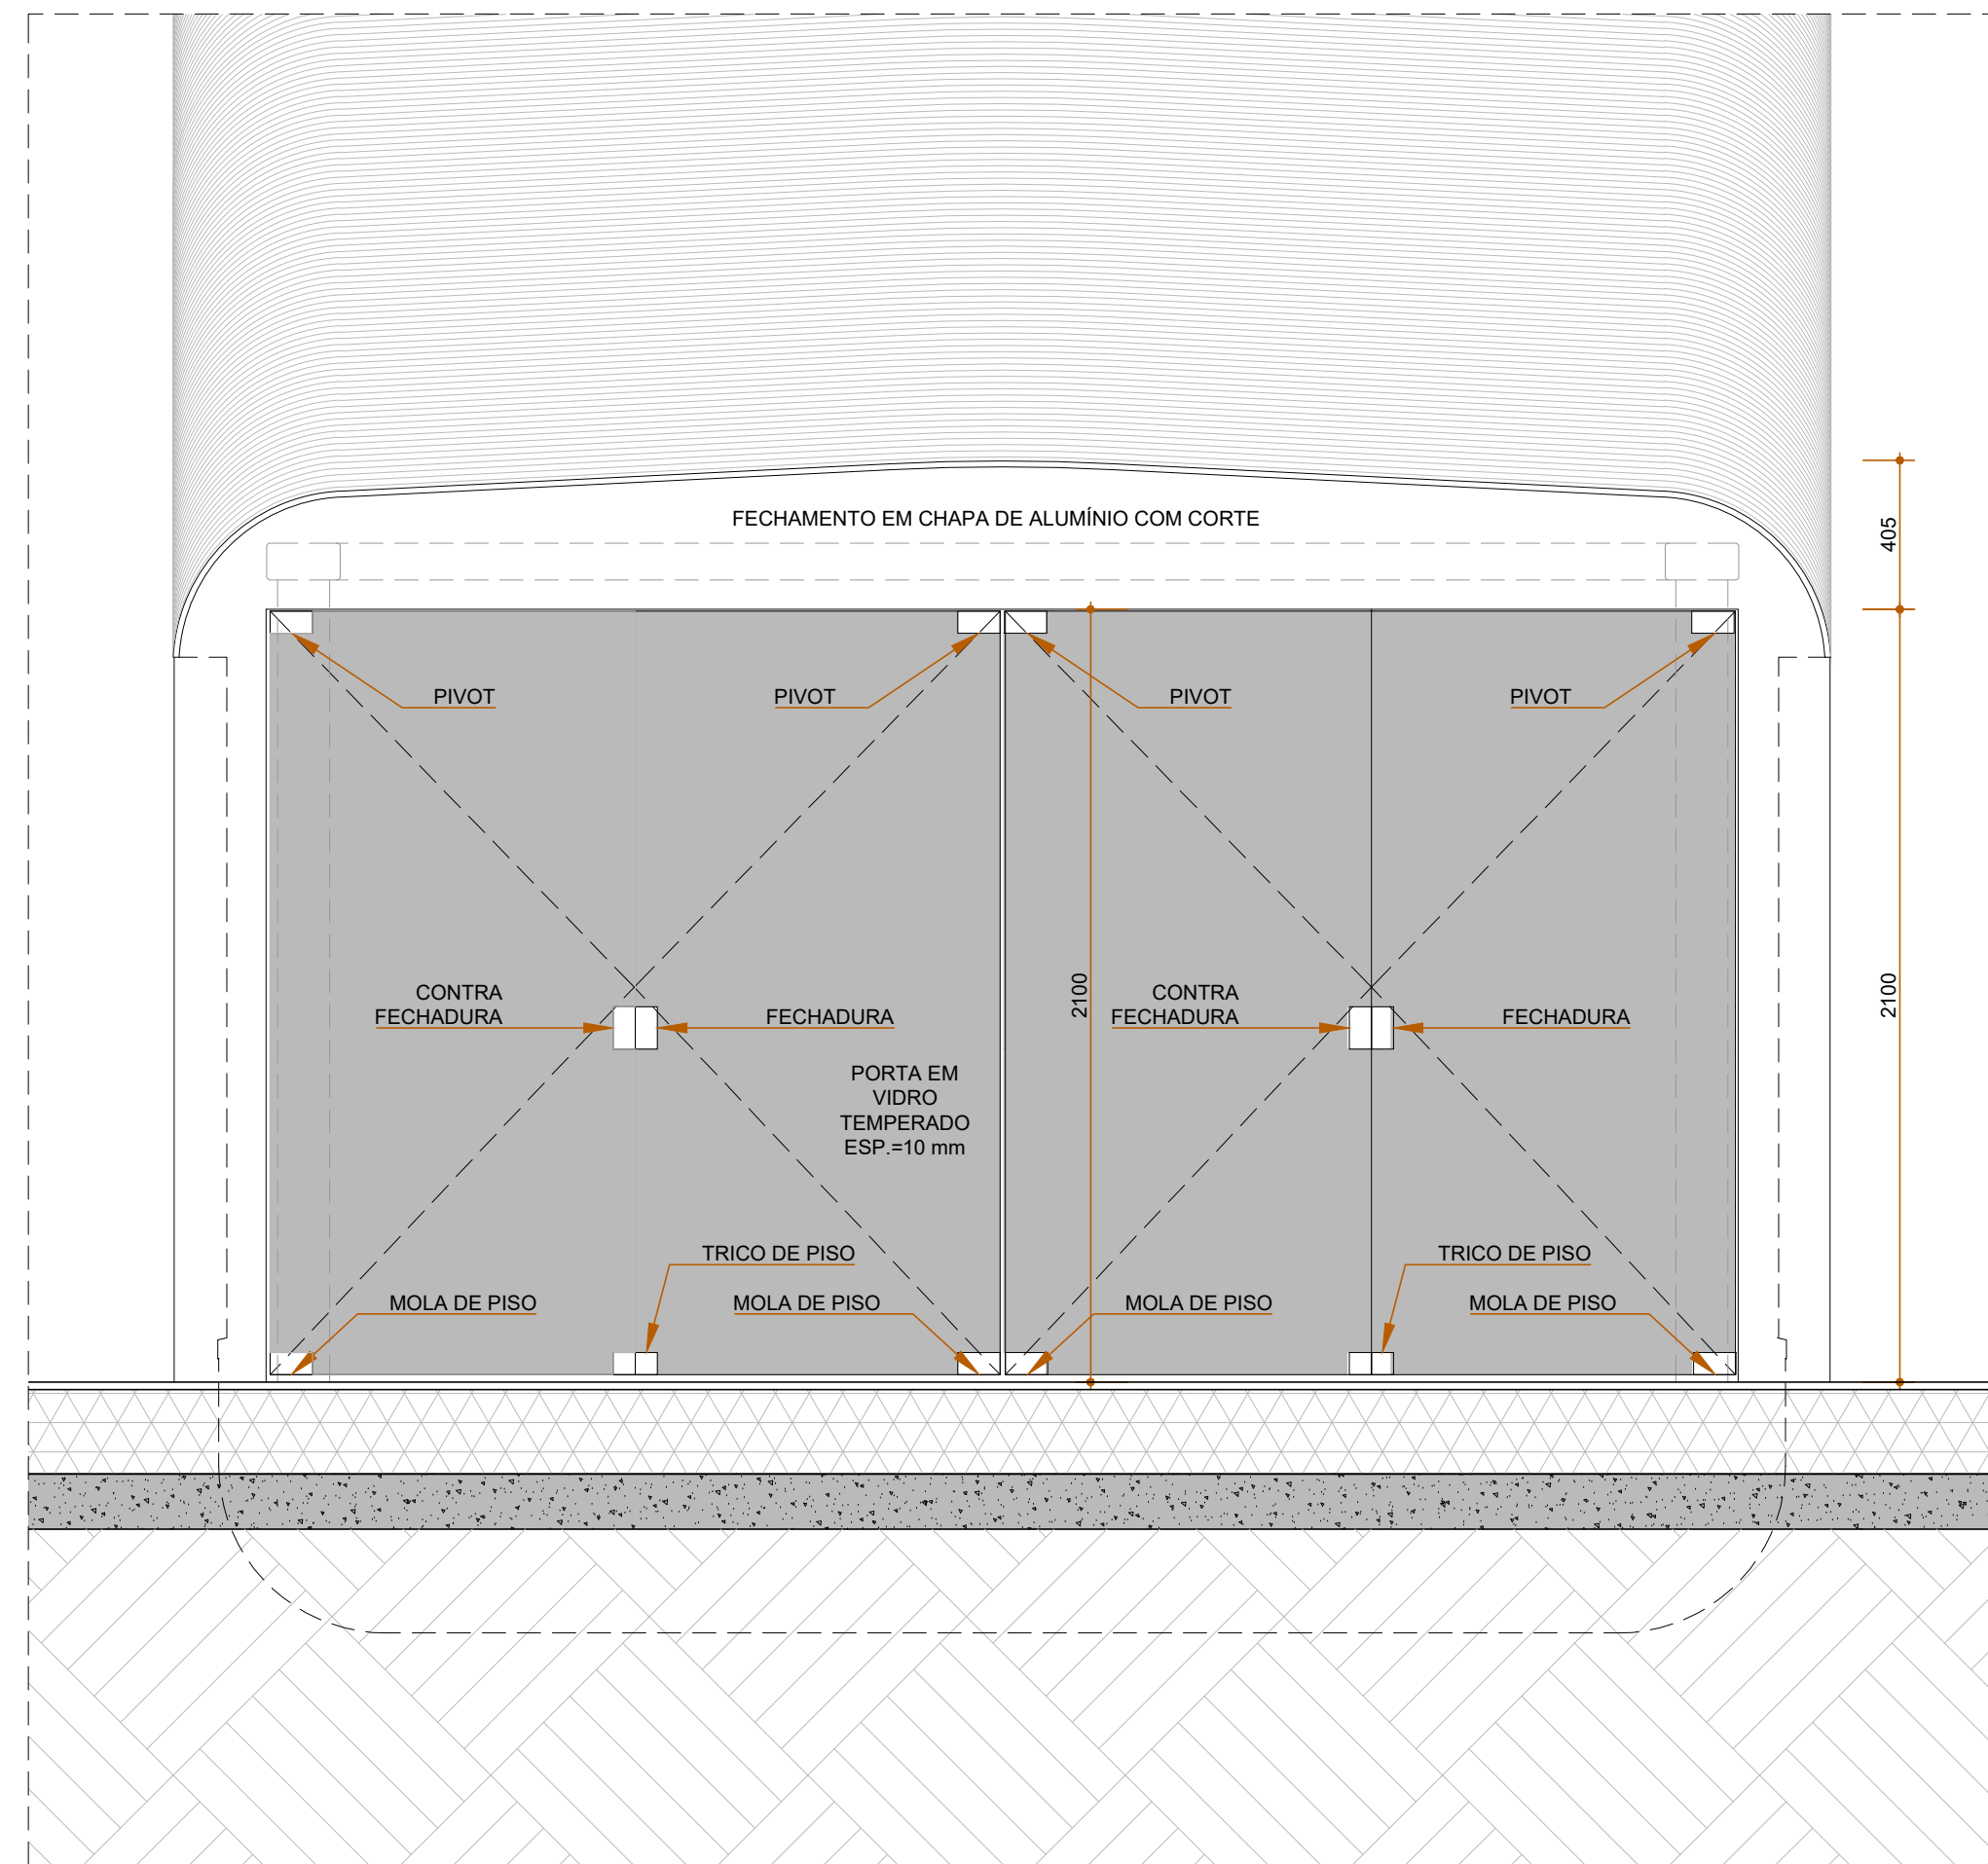 FECHAMENTO EM CHAPA DE ALUMÍNIO COM CORTE
405
PIVOT
PIVOT
PIVOT
PIVOT
CONTRA
FECHADURA
FECHADURA
2100
CONTRA
FECHADURA
FECHADURA
2100
PORTA EM
VIDRO
TEMPERADO
ESP.=10 mm
TRICO DE PISO
TRICO DE PISO
MOLA DE PISO
MOLA DE PISO
MOLA DE PISO
MOLA DE PISO